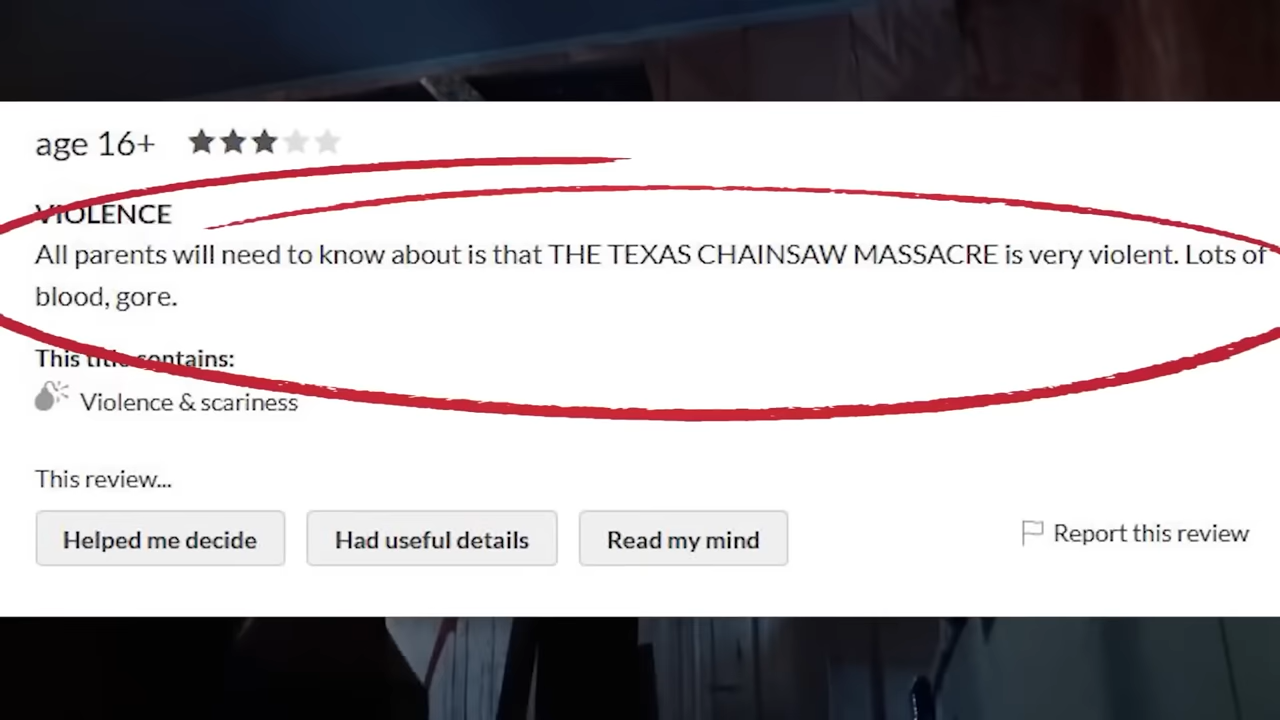 age 16+
VIOLENCE
All parents will need to know about is that THE TEXAS CHAINSAW MASSACRE is very violent. Lots of
blood, gore.
This title contains:
Violence & scariness
This review...
Helped me decide
Had useful details
Read my mind
Report this review